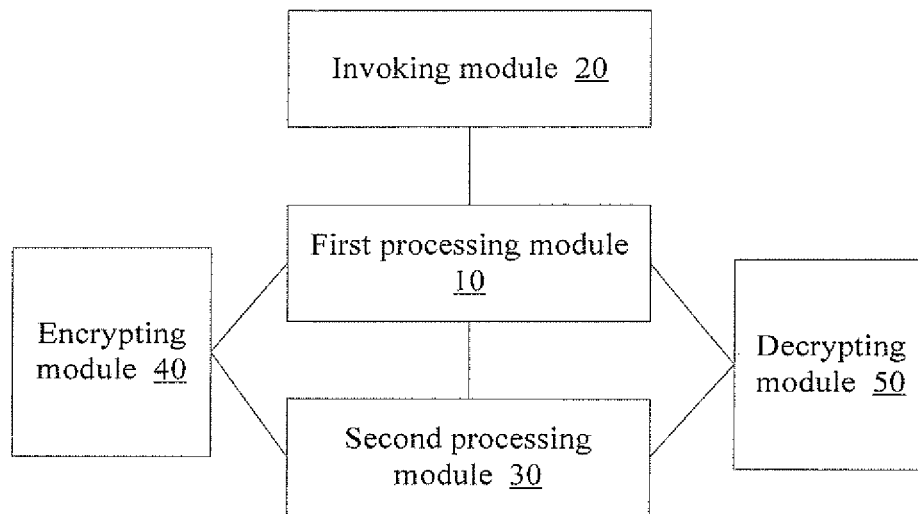 Invoking module 20
First processing module
10
Encrypting
module 40
Decrypting
module 50
Second processing
module 30